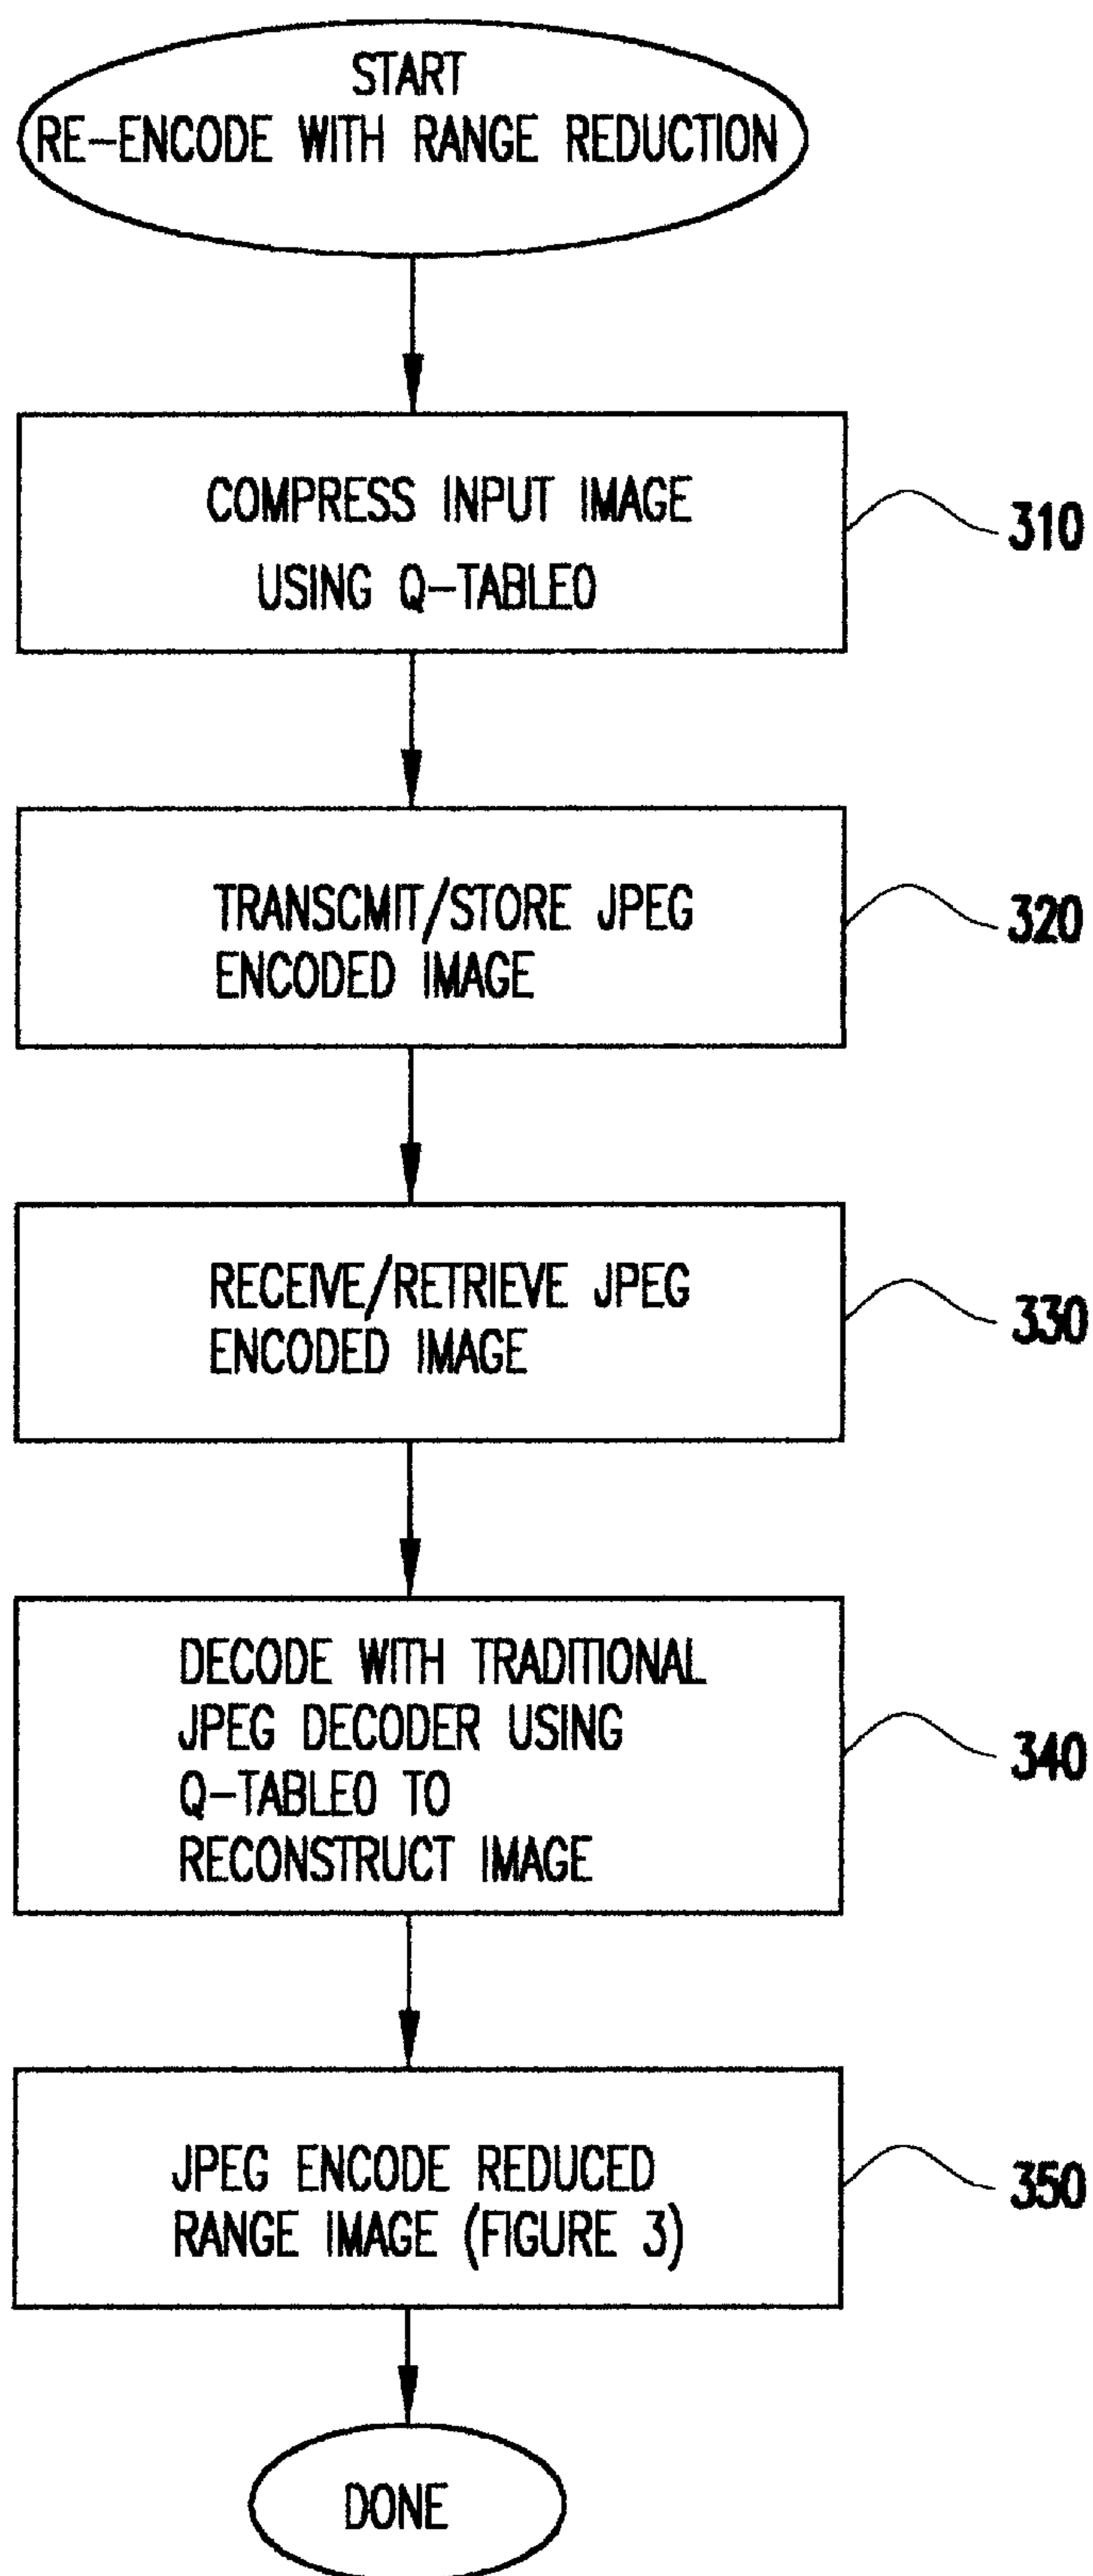 START
RE-ENCODE WITH RANGE REDUCTION
COMPRESS INPUT IMAGE
USING Q-TABLE0
310
TRANSCMIT/STORE JPEG
ENCODED IMAGE
320
RECEIVE/RETRIEVE JPEG
ENCODED IMAGE
330
DECODE WITH TRADITIONAL
JPEG DECODER USING
Q-TABLE0 TO
RECONSTRUCT IMAGE
340
JPEG ENCODE REDUCED
RANGE IMAGE (FIGURE 3)
350
DONE